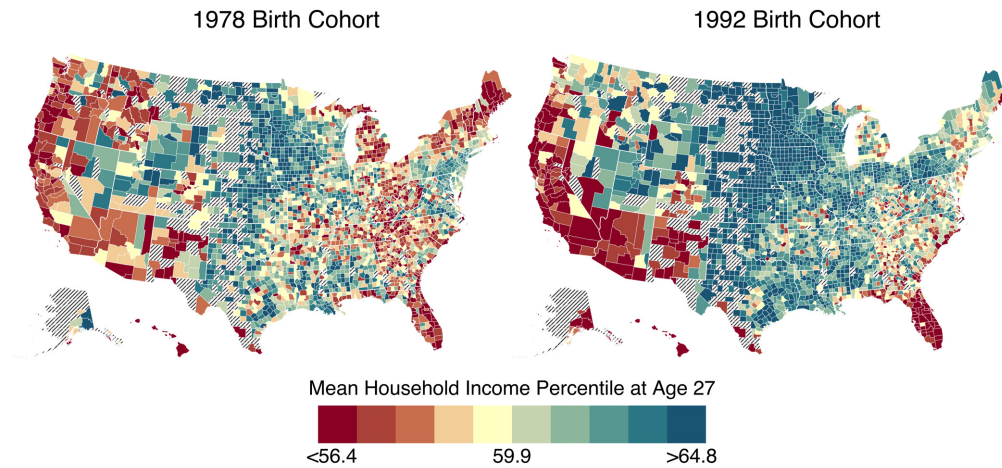 1978 Birth Cohort
1992 Birth Cohort
Mean Household Income Percentile at Age 27
<56.4 59.9 >64.8